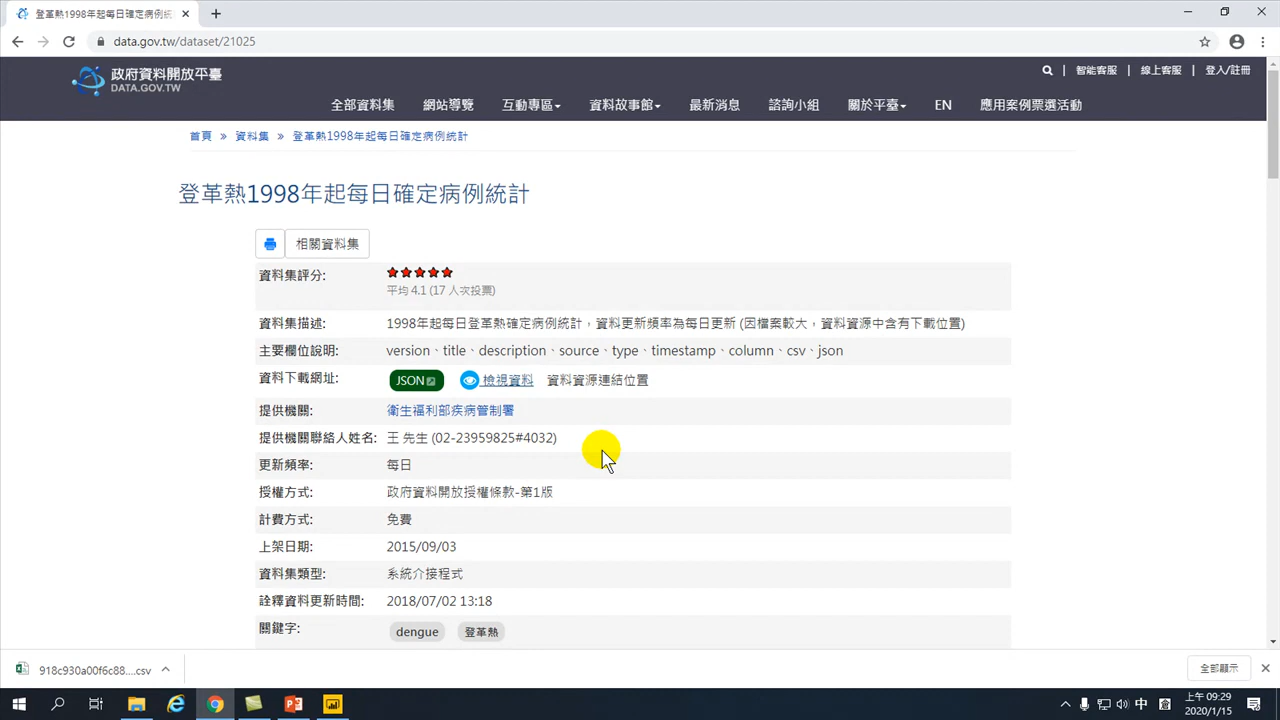 登革熱1998年起每日確定病例統
data.gov.tw/dataset/21025
政府資料開放平臺
DATA.GOV.TW
智能客服 | 線上客服 | 登入/註冊
全部資料集 網站導覽 互動專區 資料故事館 最新消息 諮詢小組 關於平臺 EN 應用案例票選活動
首頁 » 資料集 » 登革熱1998年起每日確定病例統計
登革熱1998年起每日確定病例統計
相關資料集
資料集評分:
平均 4.1 (17 人次投票)
資料集描述: 1998年起每日登革熱確定病例統計，資料更新頻率為每日更新 (因檔案較大，資料資源中含有下載位置)
主要欄位說明: version、title、description、source、type、timestamp、column、csv、json
資料下載網址: JSON 檢視資料 資料資源連結位置
提供機關: 衛生福利部疾病管制署
提供機關聯絡人姓名: 王 先生 (02-23959825#4032)
更新頻率: 每日
授權方式: 政府資料開放授權條款-第1版
計費方式: 免費
上架日期: 2015/09/03
資料集類型: 系統介接程式
詮釋資料更新時間: 2018/07/02 13:18
關鍵字: dengue 登革熱
918c930a00f6c88....csv 全部顯示
中 上午 09:29
2020/1/15